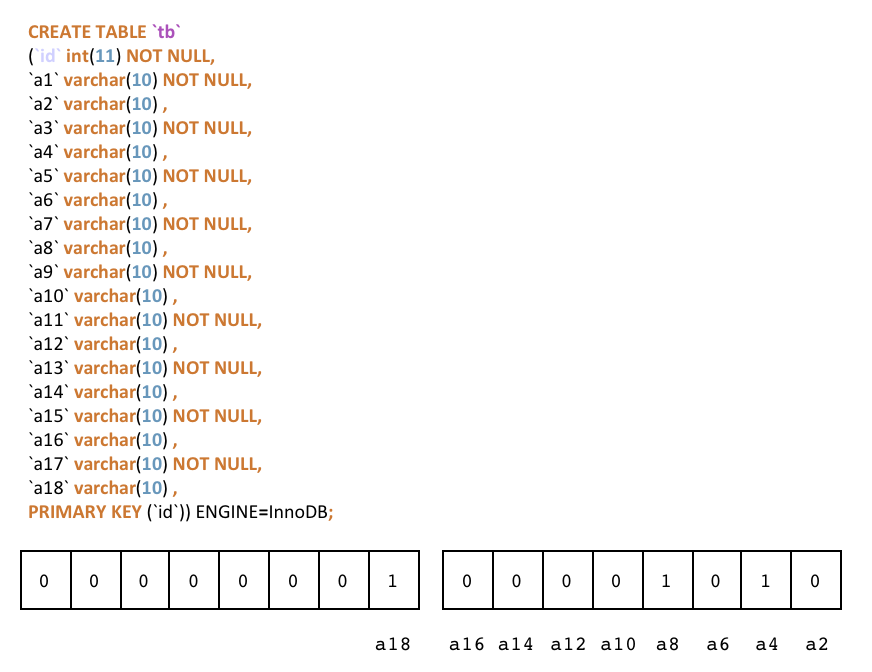 CREATE TABLE `tb`
(`id` int(11) NOT NULL,
`a1` varchar(10) NOT NULL,
`a2` varchar(10) ,
`a3` varchar(10) NOT NULL,
`a4` varchar(10) ,
`a5` varchar(10) NOT NULL,
`a6` varchar(10) ,
`a7` varchar(10) NOT NULL,
`a8` varchar(10) ,
`a9` varchar(10) NOT NULL,
`a10` varchar(10) ,
`a11` varchar(10) NOT NULL,
`a12` varchar(10) ,
`a13` varchar(10) NOT NULL,
`a14` varchar(10) ,
`a15` varchar(10) NOT NULL,
`a16` varchar(10) ,
`a17` varchar(10) NOT NULL,
`a18` varchar(10) ,
PRIMARY KEY (`id`)) ENGINE=InnoDB;
0 0 0 0 0 0 0 1 0 0 0 0 1 0 1 0
a18 a16 a14 a12 a10 a8 a6 a4 a2